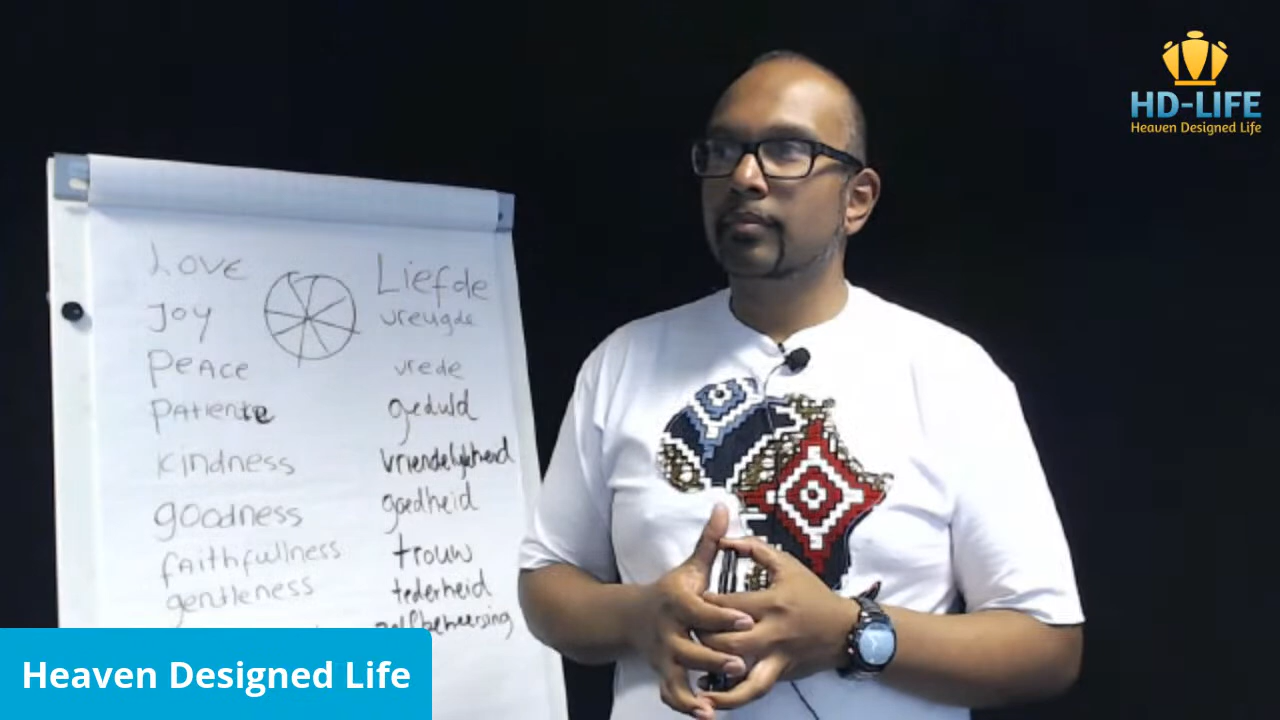 HD-LIFE
Heaven Designed Life
Love Liefde
Joy vreugde
Peace vrede
Patience geduld
Kindness vriendelijkheid
goodness goedheid
faithfullness trouw
gentleness tederheid
zelfbeheersing
Heaven Designed Life